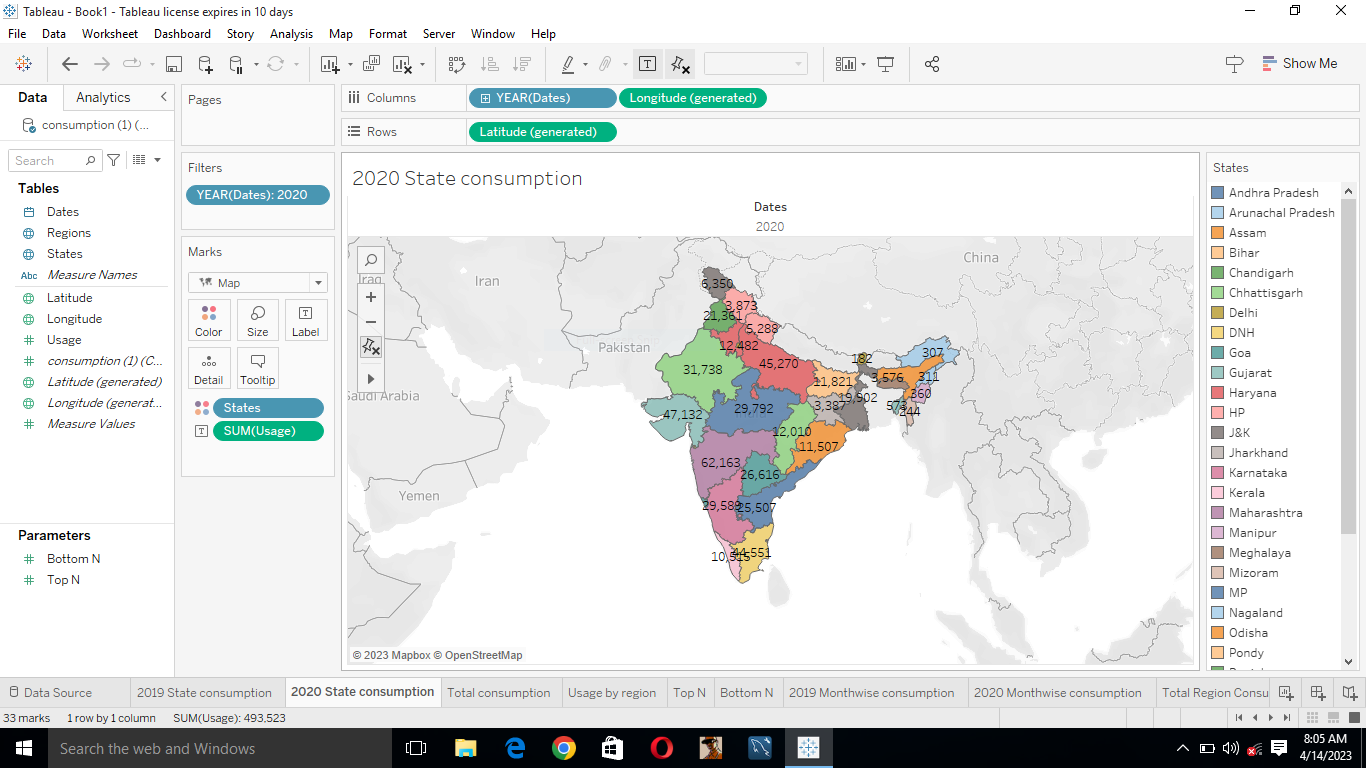 Tableau - Book1 - Tableau license expires in 10 days
File Data Worksheet Dashboard Story Analysis Map Format Server Window Help
Show Me
Data Analytics
consumption (1) (...
Search
Tables
Dates
Regions
States
Abc Measure Names
Latitude
Longitude
Usage
consumption (1) (C...
Latitude (generated)
Longitude (generat...
Measure Values
Parameters
Bottom N
Top N
Pages
Filters
YEAR(Dates): 2020
Marks
Map
Color Size Label
Detail Tooltip
States
SUM(Usage)
Columns YEAR(Dates) Longitude (generated)
Rows Latitude (generated)
2020 State consumption
Dates
2020
China
Iran
Iraq
6,350
3,873
21,361
5,288
12,482
Pakistan
182
307
45,270
31,738
3,576
311
11,821
360
Saudi Arabia
19,902
3,387
573
29,792
47,132
244
12,010
11,507
62,163
26,616
Yemen
29,589
25,507
10,515
44,551
© 2023 Mapbox © OpenStreetMap
States
Andhra Pradesh
Arunachal Pradesh
Assam
Bihar
Chandigarh
Chhattisgarh
Delhi
DNH
Goa
Gujarat
Haryana
HP
J&K
Jharkhand
Karnataka
Kerala
Maharashtra
Manipur
Meghalaya
Mizoram
MP
Nagaland
Odisha
Pondy
Data Source 2019 State consumption 2020 State consumption Total consumption Usage by region Top N Bottom N 2019 Monthwise consumption 2020 Monthwise consumption Total Region Consu
33 marks 1 row by 1 column SUM(Usage): 493,523
Search the web and Windows
8:05 AM
4/14/2023